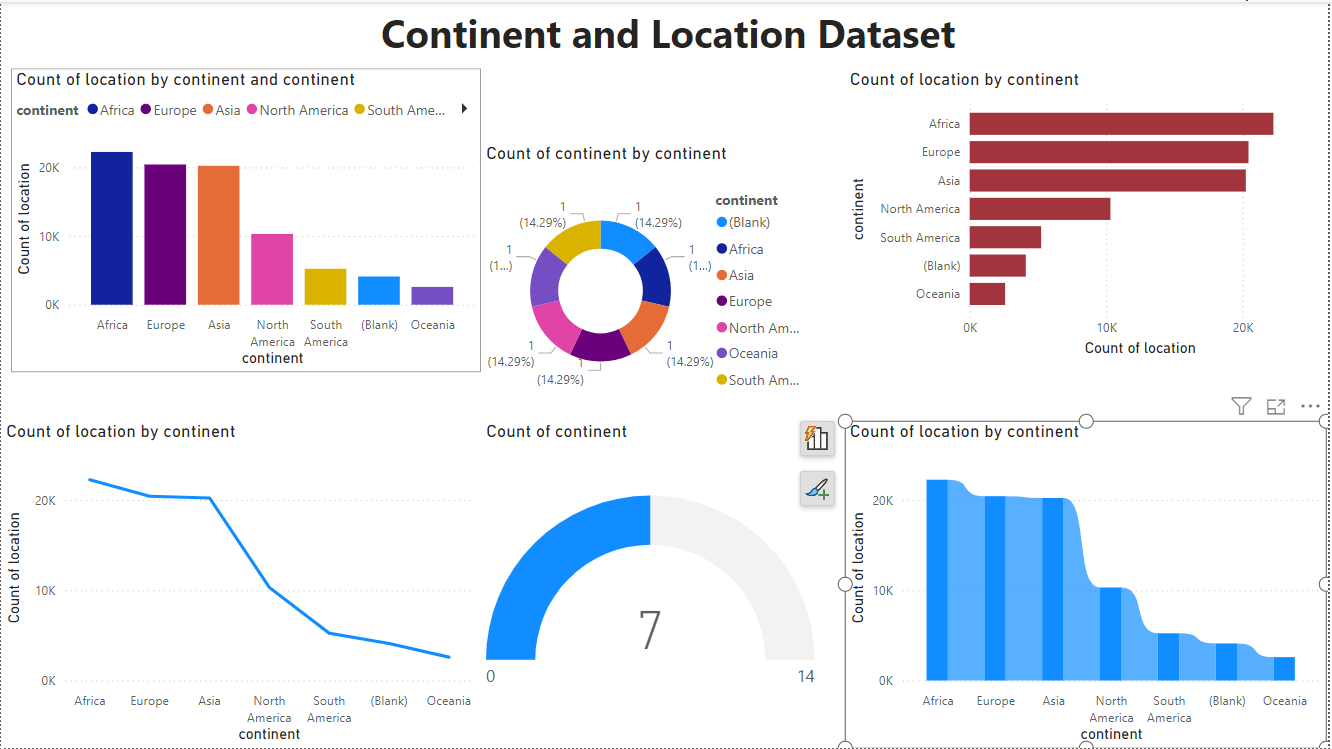 Continent and Location Dataset
Count of location by continent and continent
continent Africa Europe Asia North America South Ame...
Count of location
20K
10K
0K
Africa Europe Asia North America South America (Blank) Oceania
continent
Count of continent by continent
1 (14.29%)
1 (14.29%)
1 (1...)
1 (1...)
1 (14.29%)
1 (14.29%)
1 (14.29%)
continent
(Blank)
Africa
Asia
Europe
North Am...
Oceania
South Am...
Count of location by continent
continent
Africa
Europe
Asia
North America
South America
(Blank)
Oceania
0K 10K 20K
Count of location
Count of location by continent
Count of location
20K
10K
0K
Africa Europe Asia North America South America (Blank) Oceania
continent
Count of continent
7
0 14
Count of location by continent
Count of location
20K
10K
0K
Africa Europe Asia North America South America (Blank) Oceania
continent